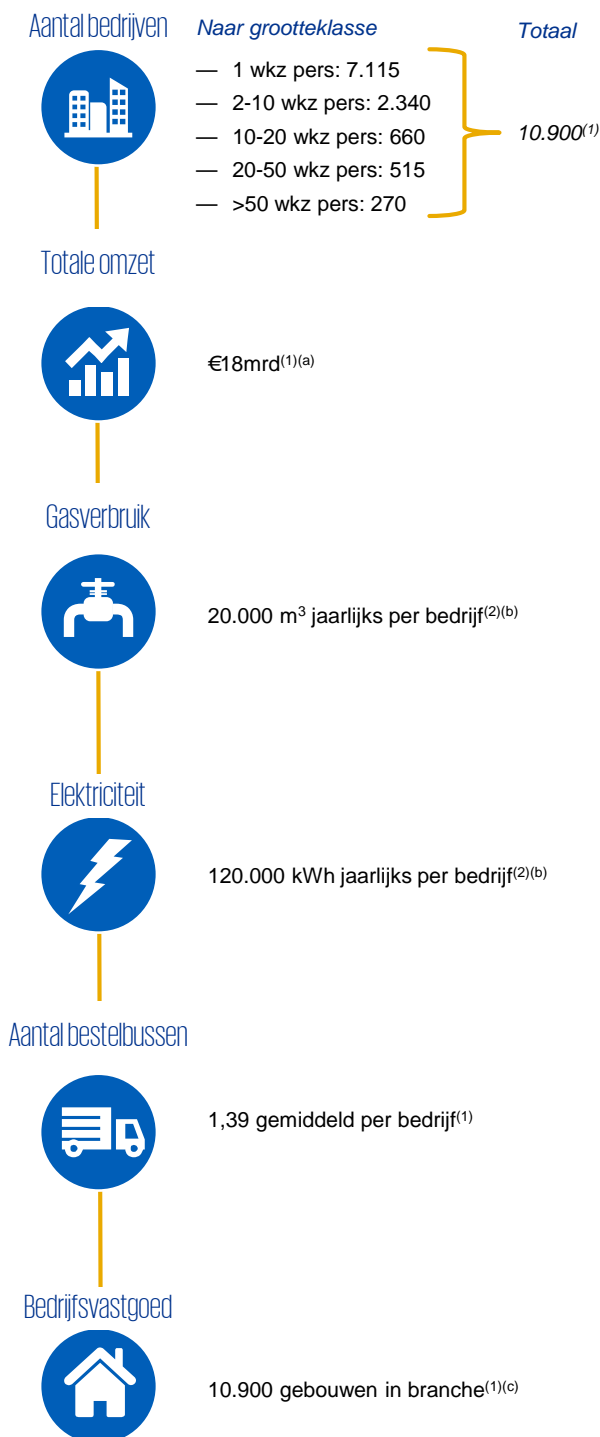 Aantal bedrijven
Naar grootteklasse
Totaal
— 1 wkz pers: 7.115
— 2-10 wkz pers: 2.340
— 10-20 wkz pers: 660
— 20-50 wkz pers: 515
— >50 wkz pers: 270
10.900(1)
Totale omzet
€18mrd(1)(a)
Gasverbruik
20.000 m³ jaarlijks per bedrijf(2)(b)
Elektriciteit
120.000 kWh jaarlijks per bedrijf(2)(b)
Aantal bestelbussen
1,39 gemiddeld per bedrijf(1)
Bedrijfsvastgoed
10.900 gebouwen in branche(1)(c)